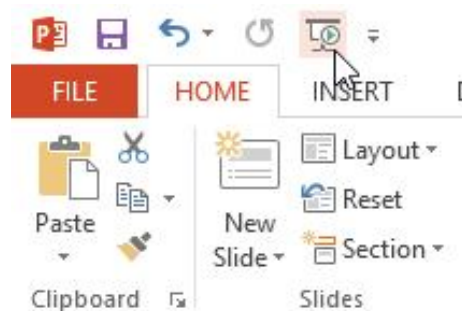 FILE HOME INSERT
Paste
New Slide
Layout
Reset
Section
Clipboard Slides